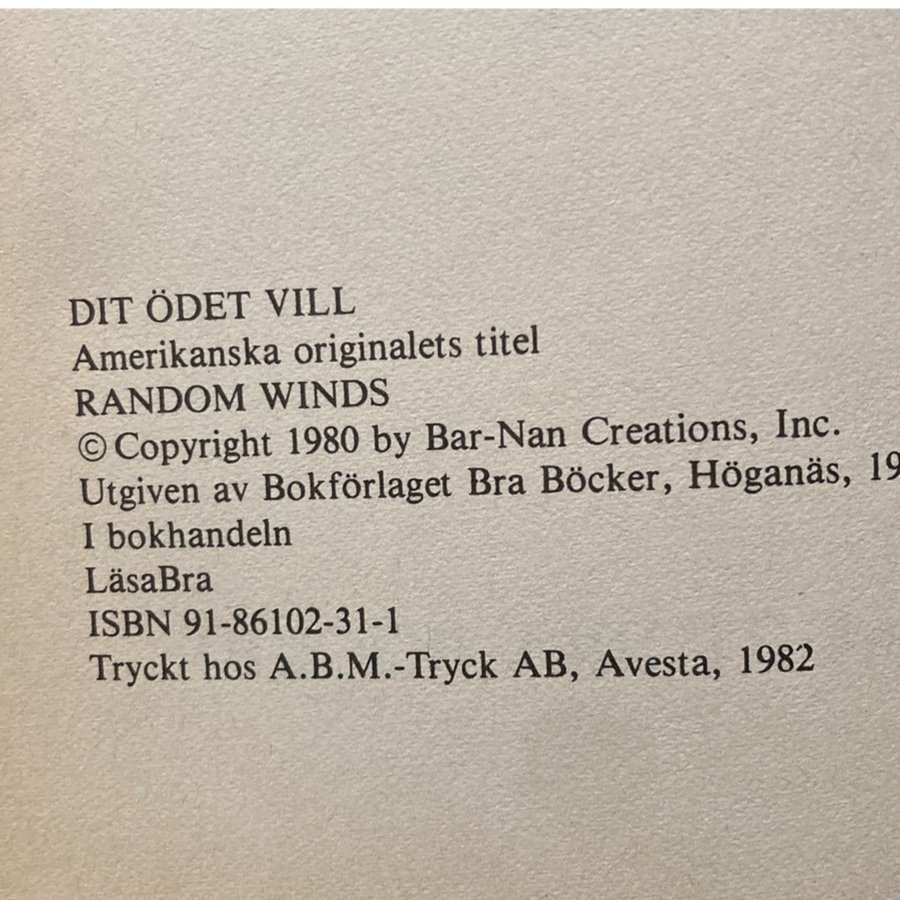 DIT ÖDET VILL
Amerikanska originalets titel
RANDOM WINDS
© Copyright 1980 by Bar-Nan Creations, Inc.
Utgiven av Bokförlaget Bra Böcker, Höganäs, 19
I bokhandeln
LäsaBra
ISBN 91-86102-31-1
Tryckt hos A.B.M.-Tryck AB, Avesta, 1982